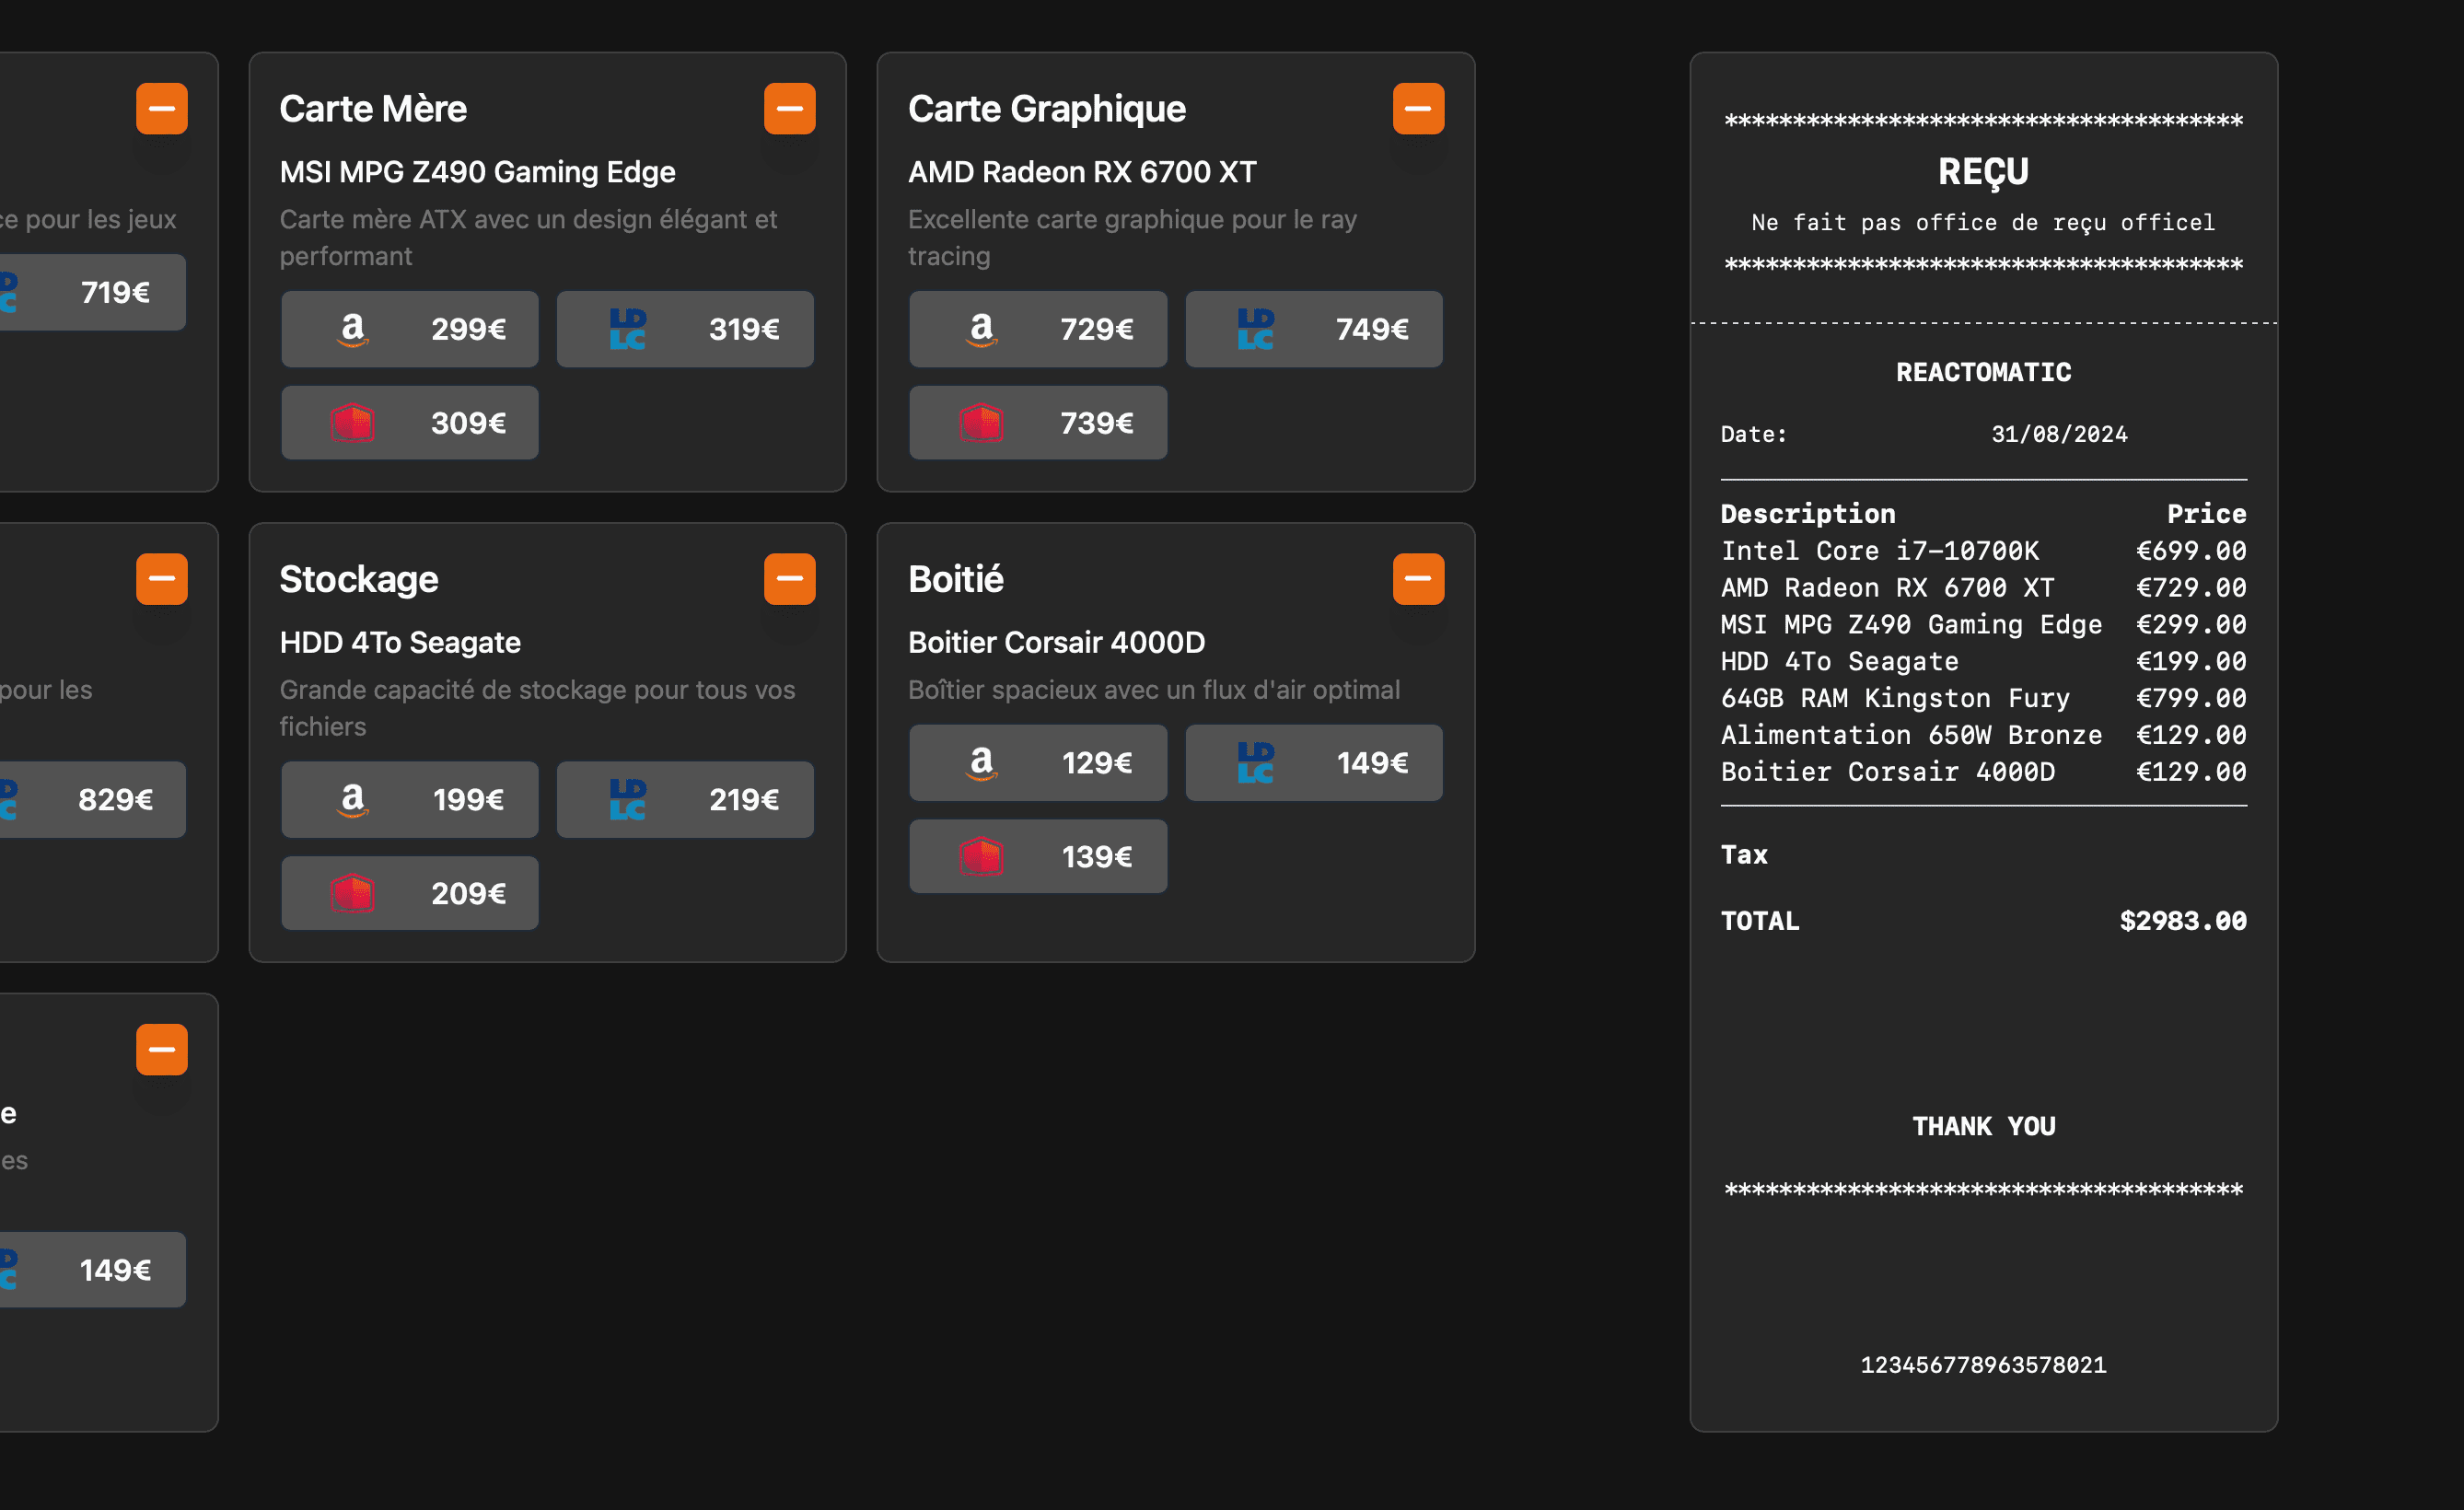 ce pour les jeux
719€
Carte Mère
MSI MPG Z490 Gaming Edge
Carte mère ATX avec un design élégant et
performant
a 299€
LDLC 319€
309€
Carte Graphique
AMD Radeon RX 6700 XT
Excellente carte graphique pour le ray
tracing
a 729€
LDLC 749€
739€
pour les
829€
Stockage
HDD 4To Seagate
Grande capacité de stockage pour tous vos
fichiers
a 199€
LDLC 219€
209€
Boitié
Boitier Corsair 4000D
Boîtier spacieux avec un flux d'air optimal
a 129€
LDLC 149€
139€
e
es
149€
**************************************
REÇU
Ne fait pas office de reçu officel
**************************************
REACTOMATIC
Date: 31/08/2024
Description Price
Intel Core i7-10700K €699.00
AMD Radeon RX 6700 XT €729.00
MSI MPG Z490 Gaming Edge €299.00
HDD 4To Seagate €199.00
64GB RAM Kingston Fury €799.00
Alimentation 650W Bronze €129.00
Boitier Corsair 4000D €129.00
Tax
TOTAL $2983.00
THANK YOU
**************************************
123456778963578021